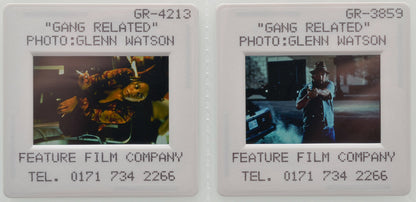 GR-4213
"GANG RELATED"
PHOTO:GLENN WATSON
FEATURE FILM COMPANY
TEL. 0171 734 2266
GR-3859
"GANG RELATED"
PHOTO:GLENN WATSON
FEATURE FILM COMPANY
TEL. 0171 734 2266